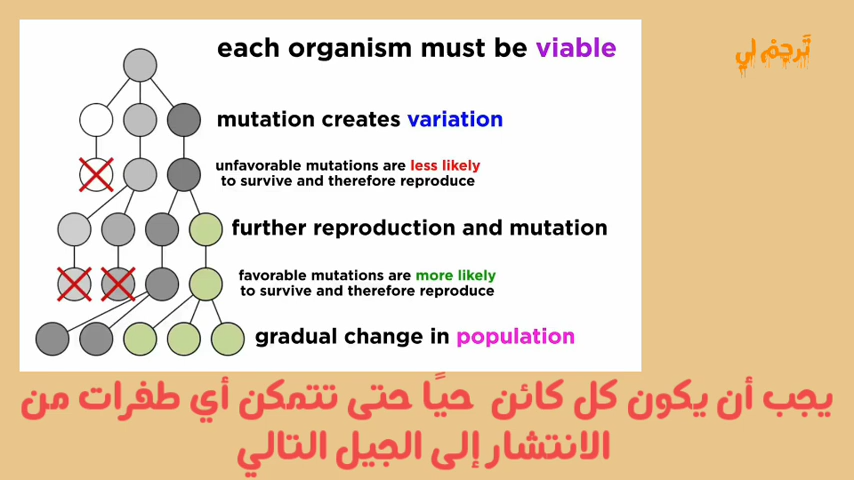 each organism must be viable
تَرجِم لي
mutation creates variation
unfavorable mutations are less likely
to survive and therefore reproduce
further reproduction and mutation
favorable mutations are more likely
to survive and therefore reproduce
gradual change in population
يجب أن يكون كل كائن حيًا حتى تتمكن أي طفرات من
الانتشار إلى الجيل التالي